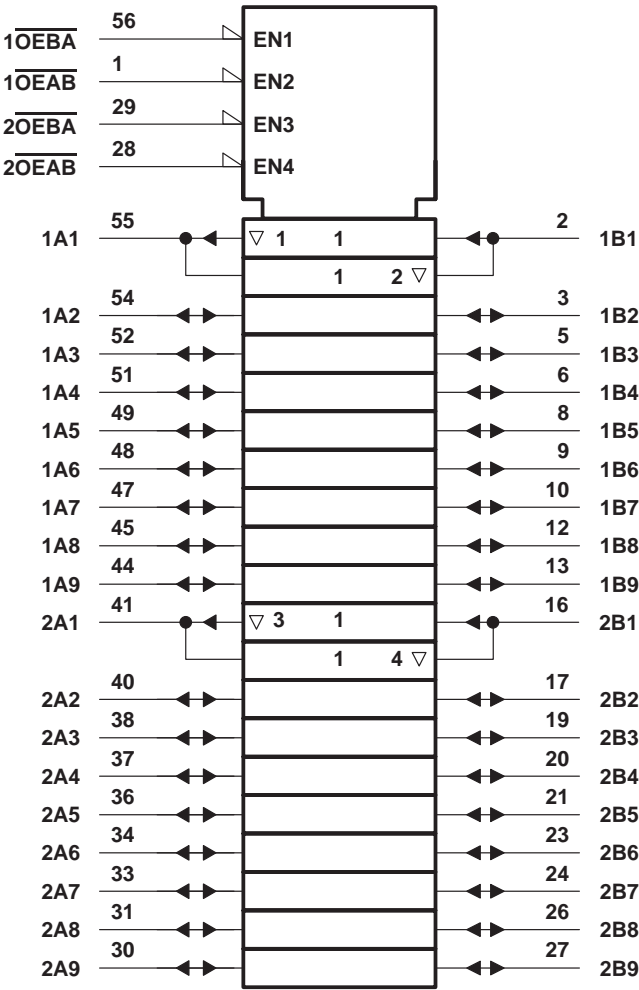 1OEBA 56 EN1
1OEAB 1 EN2
2OEBA 29 EN3
2OEAB 28 EN4
1A1 55 ▽ 1 1 2 1B1
1 2 ▽
1A2 54 3 1B2
1A3 52 5 1B3
1A4 51 6 1B4
1A5 49 8 1B5
1A6 48 9 1B6
1A7 47 10 1B7
1A8 45 12 1B8
1A9 44 13 1B9
2A1 41 ▽ 3 1 16 2B1
1 4 ▽
2A2 40 17 2B2
2A3 38 19 2B3
2A4 37 20 2B4
2A5 36 21 2B5
2A6 34 23 2B6
2A7 33 24 2B7
2A8 31 26 2B8
2A9 30 27 2B9